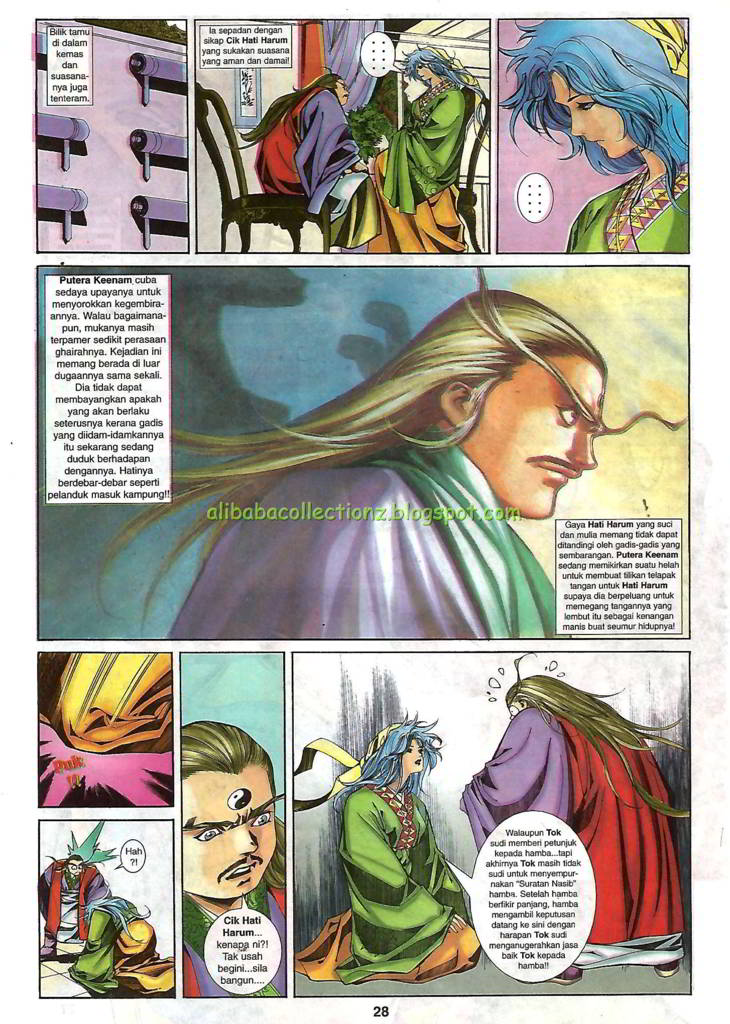 Bilik tamu
di dalam
kemas
dan
suasana-
nya juga
tenteram.
Ia sepadan dengan
sikap Cik Hati Harum
yang sukakan suasana
yang aman dan damai!
Putera Keenam cuba
sedaya upayanya untuk
menyorokkan kegembira-
annya. Walau bagaimana-
pun, mukanya masih
terpamer sedikit perasaan
ghairahnya. Kejadian ini
memang berada di luar
dugaannya sama sekali.
Dia tidak dapat
membayangkan apakah
yang akan berlaku
seterusnya kerana gadis
yang diidam-idamkannya
itu sekarang sedang
duduk berhadapan
dengannya. Hatinya
berdebar-debar seperti
pelanduk masuk kampung!!
alibabacollectionz.blogspot.com
Gaya Hati Harum yang suci
dan mulia memang tidak dapat
ditandingi oleh gadis-gadis yang
sembarangan. Putera Keenam
sedang memikirkan suatu helah
untuk membuat tilikan telapak
tangan untuk Hati Harum
supaya dia berpeluang untuk
memegang tangannya yang
lembut itu sebagai kenangan
manis buat seumur hidupnya!
Puk
!!
Hah
?!
Cik Hati
Harum...
kenapa ni?!
Tak usah
begini...sila
bangun....
Walaupun Tok
sudi memberi petunjuk
kepada hamba...tapi
akhirnya Tok masih tidak
sudi untuk menyempur-
nakan "Suratan Nasib"
hamba. Setelah hamba
berfikir panjang, hamba
mengambil keputusan
datang ke sini dengan
harapan Tok sudi
menganugerahkan jasa
baik Tok kepada
hamba!!
28